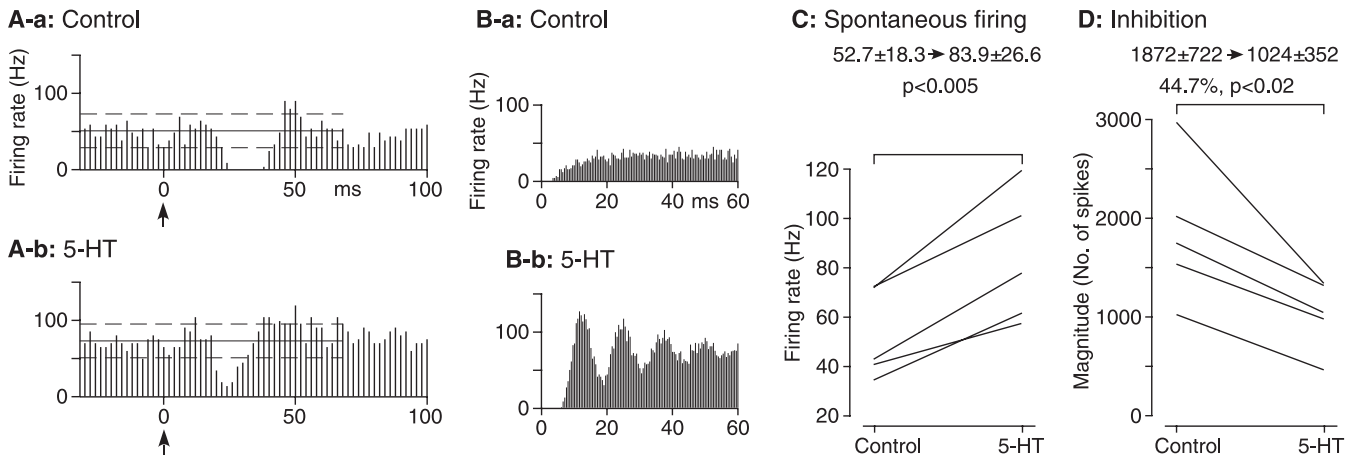 A-a: Control
Firing rate (Hz)
100
0
0
50
ms
100
A-b: 5-HT
100
0
0
50
100
B-a: Control
Firing rate (Hz)
100
0
0
20
40
ms
60
B-b: 5-HT
100
0
0
20
40
60
C: Spontaneous firing
52.7±18.3→83.9±26.6
p<0.005
Firing rate (Hz)
120
100
80
60
40
20
Control
5-HT
D: Inhibition
1872±722→1024±352
44.7%, p<0.02
Magnitude (No. of spikes)
3000
2000
1000
0
Control
5-HT